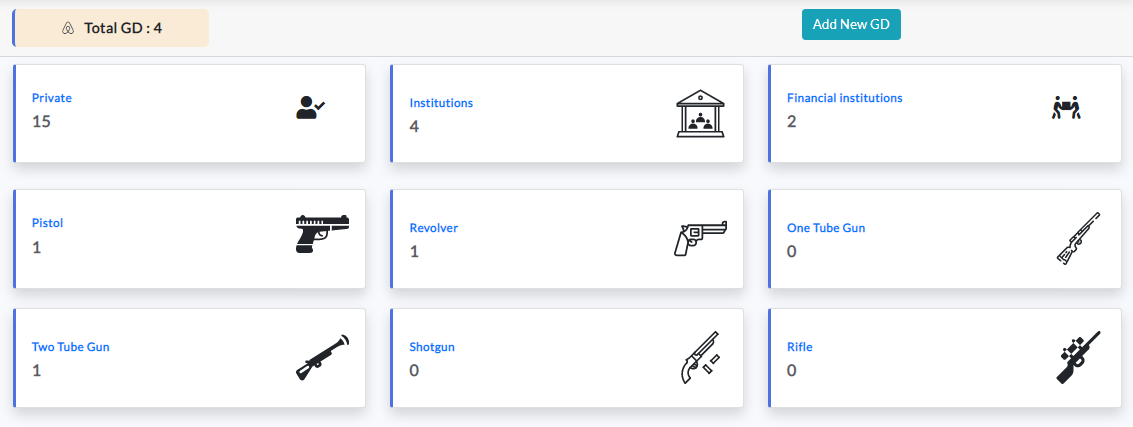 Total GD : 4
Add New GD
Private
15
Institutions
4
Financial institutions
2
Pistol
1
Revolver
1
One Tube Gun
0
Two Tube Gun
1
Shotgun
0
Rifle
0